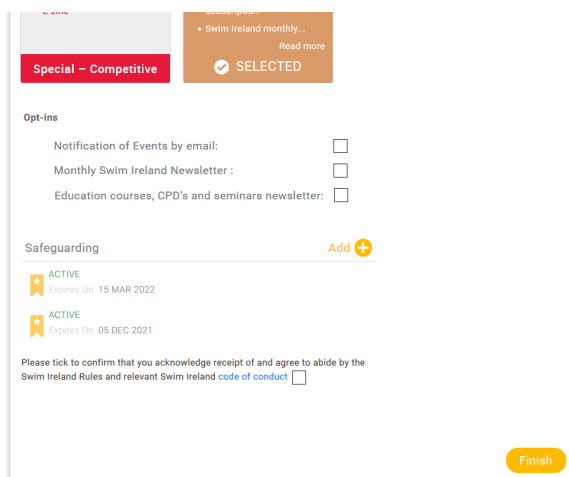 • Swim Ireland monthly...
Read more
Special – Competitive
SELECTED
Opt-ins
Notification of Events by email:
Monthly Swim Ireland Newsletter :
Education courses, CPD's and seminars newsletter:
Safeguarding
Add
ACTIVE
Expires On: 15 MAR 2022
ACTIVE
Expires On: 05 DEC 2021
Please tick to confirm that you acknowledge receipt of and agree to abide by the
Swim Ireland Rules and relevant Swim Ireland code of conduct
Finish